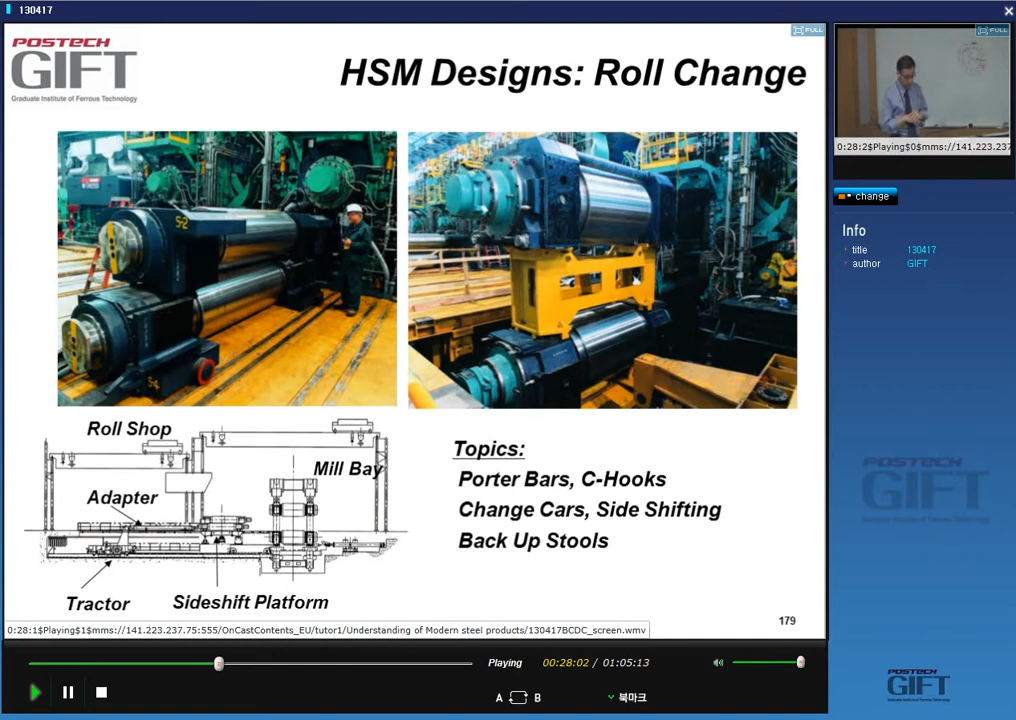 130417
POSTECH
GIFT
Graduate Institute of Ferrous Technology
HSM Designs: Roll Change
FULL
S-2
S-4
Roll Shop
Mill Bay
Adapter
Tractor
Sideshift Platform
Topics:
Porter Bars, C-Hooks
Change Cars, Side Shifting
Back Up Stools
179
0:28:1$Playing$1$mms://141.223.237.75:555/OnCastContents_EU/tutor1/Understanding of Modern steel products/130417BCDC_screen.wmv
Playing
00:28:02 / 01:05:13
A B
북마크
FULL
0:28:2$Playing$0$mms://141.223.237
change
Info
title 130417
author GIFT
POSTECH
GIFT
POSTECH
GIFT